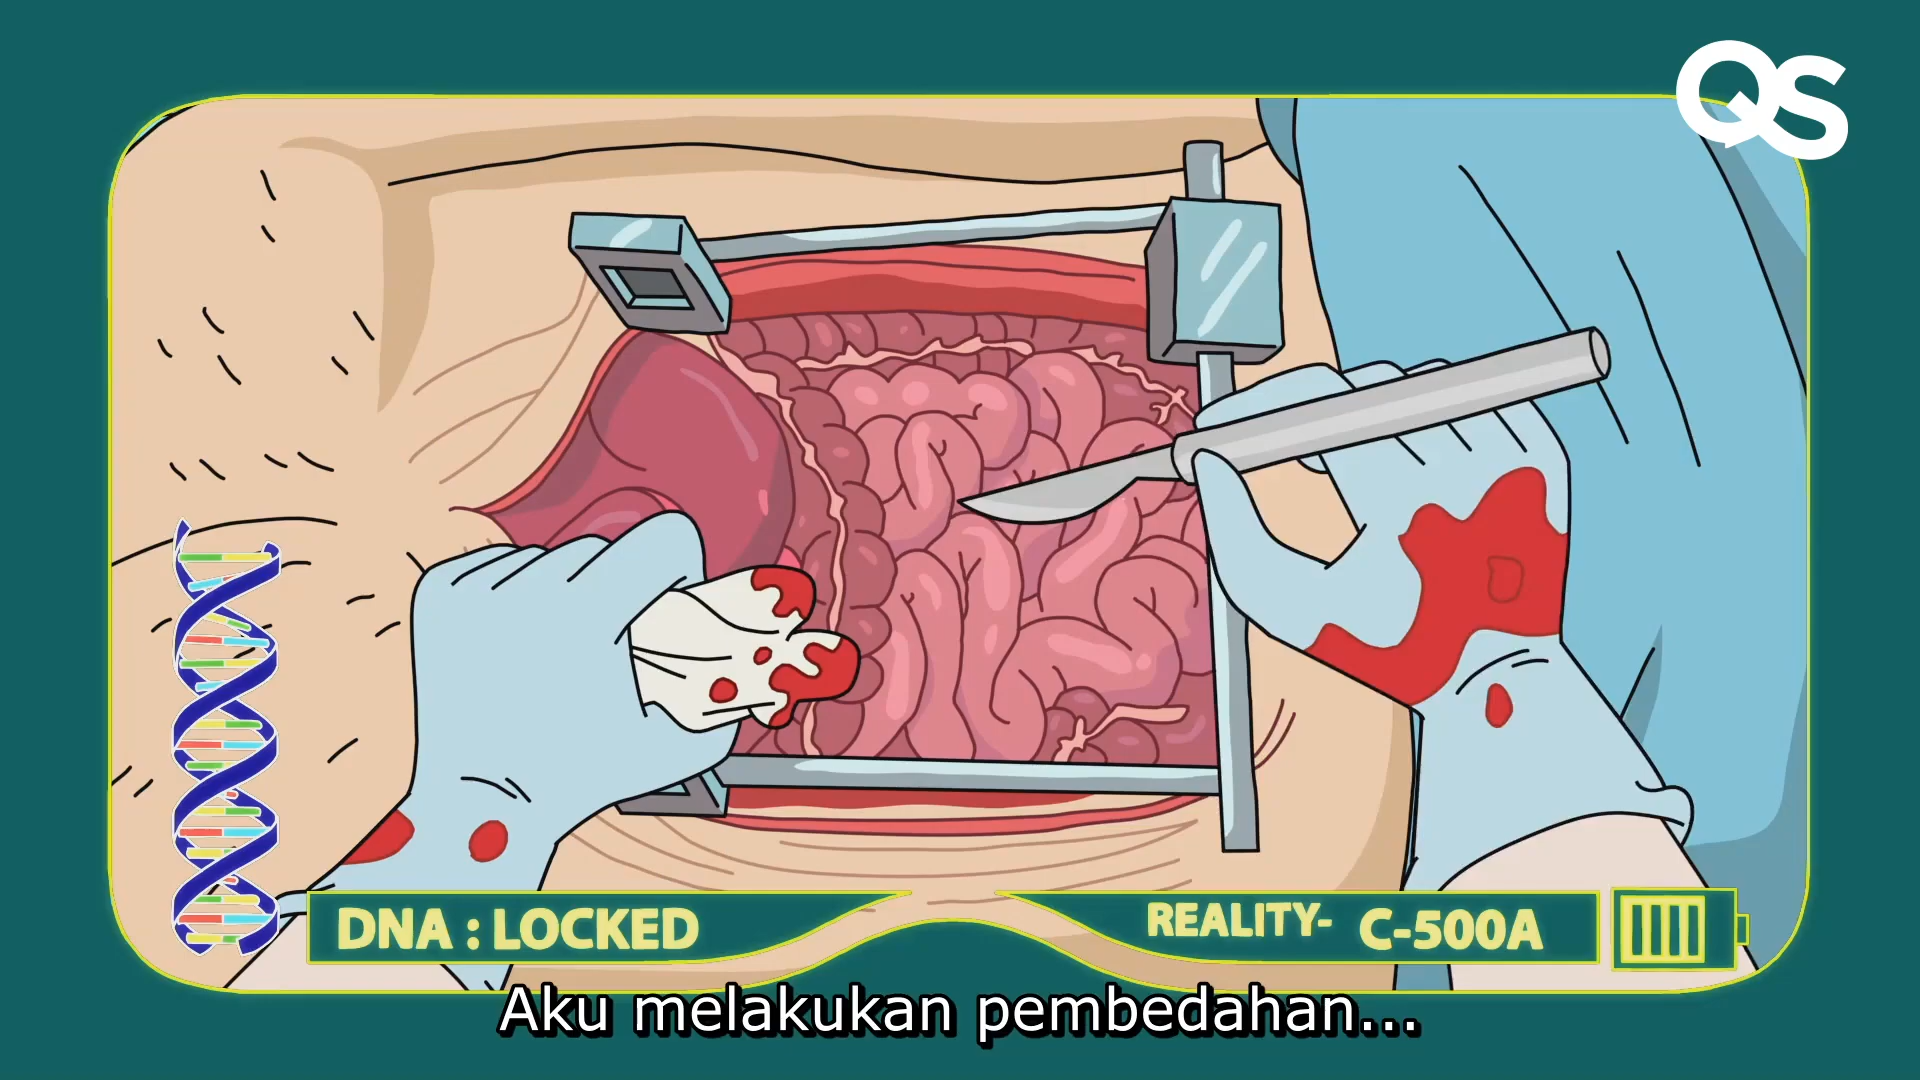 QS
DNA : LOCKED
REALITY- C-500A
Aku melakukan pembedahan...